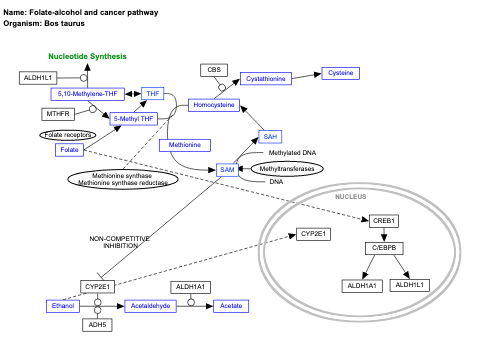 Name: Folate-alcohol and cancer pathway
Organism: Bos taurus
Nucleotide Synthesis
ALDH1L1
CBS
Cystathionine
Cysteine
5,10-Methylene-THF
THF
Homocysteine
MTHFR
5-Methyl THF
Folate receptors
SAH
Folate
Methionine
Methylated DNA
SAM
Methyltransferases
Methionine synthase
Methionine synthase reductase
DNA
NUCLEUS
CREB1
CYP2E1
NON-COMPETITIVE
INHIBITION
C/EBPB
ALDH1A1
ALDH1L1
CYP2E1
ALDH1A1
Ethanol
Acetaldehyde
Acetate
ADH5